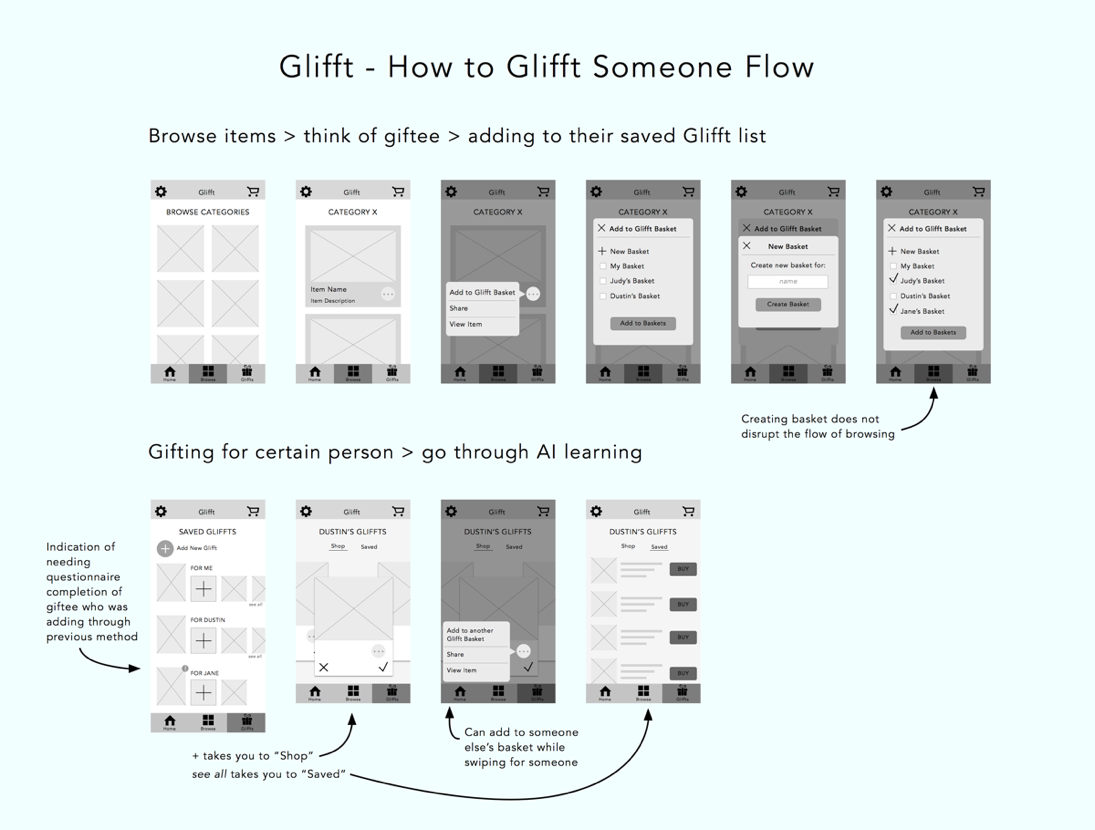 Glifft - How to Glifft Someone Flow
Browse items > think of giftee > adding to their saved Glifft list
Glifft
BROWSE CATEGORIES
Home
Browse
Gliffts
Glifft
CATEGORY X
Item Name
Item Description
Home
Browse
Gliffts
Glifft
CATEGORY X
Add to Glifft Basket
Share
View Item
Home
Browse
Gliffts
Glifft
CATEGORY X
Add to Glifft Basket
New Basket
My Basket
Judy's Basket
Dustin's Basket
Add to Baskets
Home
Browse
Gliffts
Glifft
CATEGORY X
Add to Glifft Basket
New Basket
Create new basket for:
name
Create Basket
Home
Browse
Gliffts
Glifft
CATEGORY X
Add to Glifft Basket
New Basket
My Basket
Judy's Basket
Dustin's Basket
Jane's Basket
Add to Baskets
Home
Browse
Gliffts
Creating basket does not
disrupt the flow of browsing
Gifting for certain person > go through AI learning
Indication of
needing
questionnaire
completion of
giftee who was
adding through
previous method
Glifft
SAVED GLIFFTS
Add New Glifft
FOR ME
see all
FOR DUSTIN
see all
FOR JANE
Home
Browse
Gliffts
Glifft
DUSTIN'S GLIFFTS
Shop
Saved
Home
Browse
Gliffts
Glifft
DUSTIN'S GLIFFTS
Shop
Saved
Add to another
Glifft Basket
Share
View Item
Home
Browse
Gliffts
Glifft
DUSTIN'S GLIFFTS
Shop
Saved
BUY
BUY
BUY
BUY
Home
Browse
Gliffts
+ takes you to "Shop"
see all takes you to "Saved"
Can add to someone
else's basket while
swiping for someone